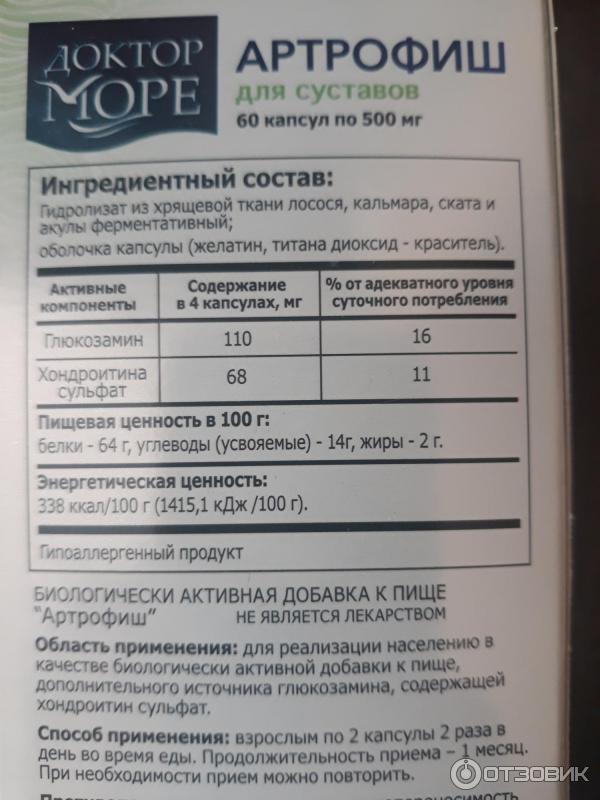 ДОКТОР
МОРЕ
АРТРОФИШ
для суставов
60 капсул по 500 мг
Ингредиентный состав:
Гидролизат из хрящевой ткани лосося, кальмара, ската и
акулы ферментативный;
оболочка капсулы (желатин, титана диоксид - краситель).
Активные компоненты
Содержание в 4 капсулах, мг
% от адекватного уровня суточного потребления
Глюкозамин 110 16
Хондроитина сульфат 68 11
Пищевая ценность в 100 г:
белки - 64 г, углеводы (усвояемые) - 14г, жиры - 2 г.
Энергетическая ценность:
338 ккал/100 г (1415,1 кДж /100 г).
Гипоаллергенный продукт
БИОЛОГИЧЕСКИ АКТИВНАЯ ДОБАВКА К ПИЩЕ
"Артрофиш" НЕ ЯВЛЯЕТСЯ ЛЕКАРСТВОМ
Область применения: для реализации населению в
качестве биологически активной добавки к пище,
дополнительного источника глюкозамина, содержащей
хондроитин сульфат.
Способ применения: взрослым по 2 капсулы 2 раза в
день во время еды. Продолжительность приема – 1 месяц.
При необходимости прием можно повторить.
ОТЗОВИК